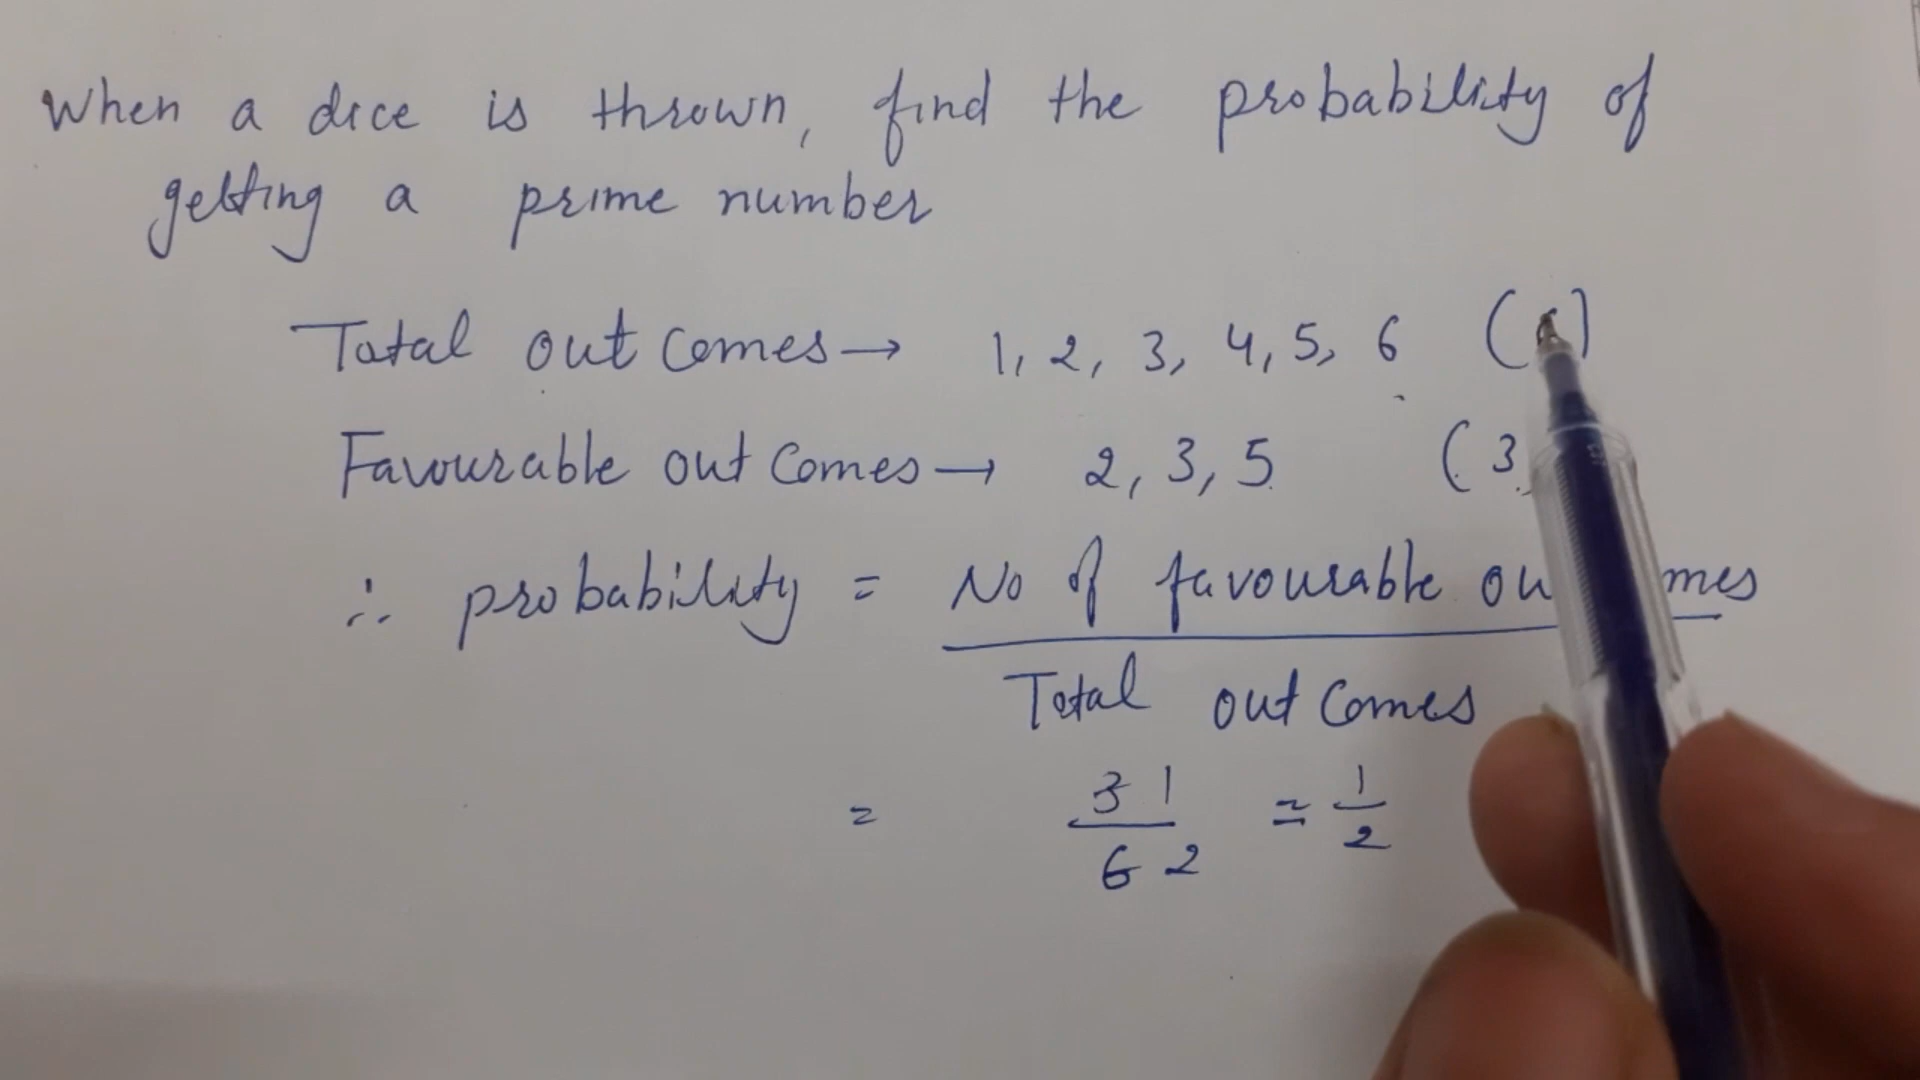 When a dice is thrown, find the probability of
getting a prime number
Total out comes → 1, 2, 3, 4, 5, 6 ( )
Favourable out comes → 2, 3, 5 ( 3
∴ probability = No of favourable
Total out comes
= 3 1 = 1
6 2 2